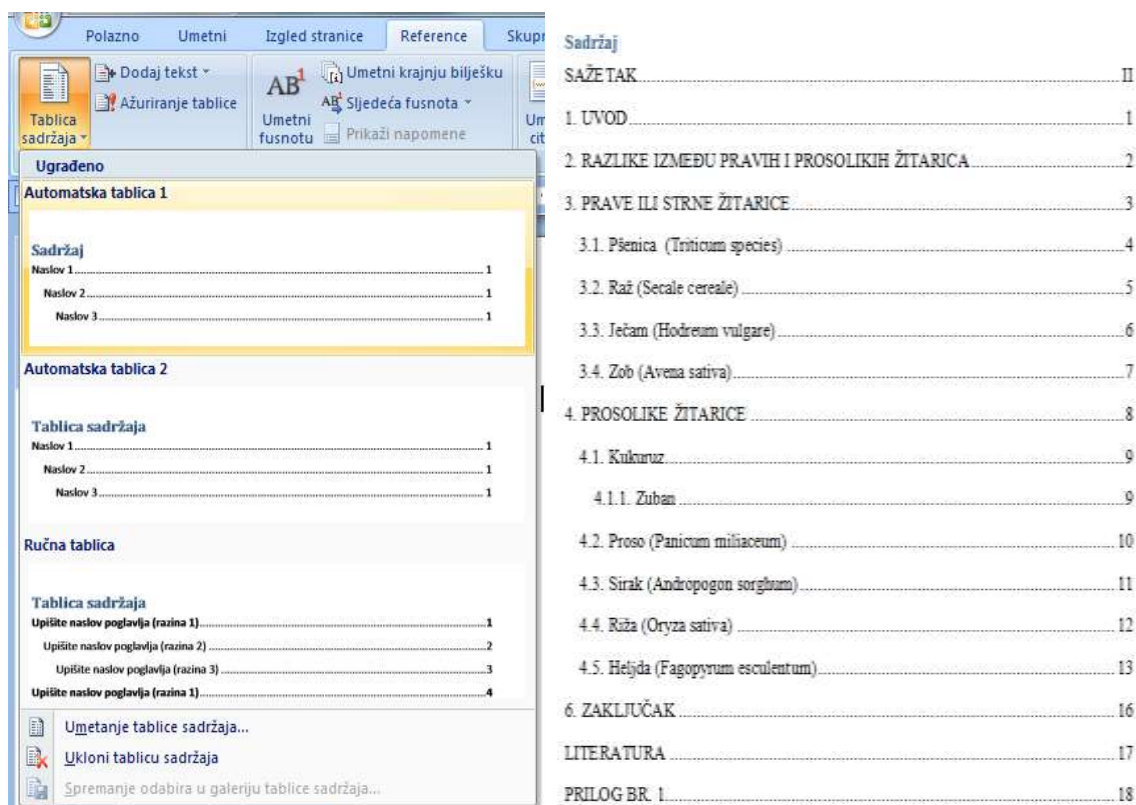 Polazno Umetni Izgled stranice Reference Skupn
Tablica sadržaja
Dodaj tekst
Ažuriranje tablice
AB1
Umetni fusnotu
Umetni krajnju bilješku
Sljedeća fusnota
Prikaži napomene
Um
cit
Ugrađeno
Automatska tablica 1
Sadržaj
Naslov 1 1
Naslov 2 1
Naslov 3 1
Automatska tablica 2
Tablica sadržaja
Naslov 1 1
Naslov 2 1
Naslov 3 1
Ručna tablica
Tablica sadržaja
Upišite naslov poglavlja (razina 1) 1
Upišite naslov poglavlja (razina 2) 2
Upišite naslov poglavlja (razina 3) 3
Upišite naslov poglavlja (razina 1) 4
Umetanje tablice sadržaja...
Ukloni tablicu sadržaja
Spremanje odabira u galeriju tablice sadržaja...
Sadržaj
SAŽETAK II
1. UVOD 1
2. RAZLIKE IZMEĐU PRAVIH I PROSOLIKIH ŽITARICA 2
3. PRAVE ILI STRNE ŽITARICE 3
3.1. Pšenica (Triticum species) 4
3.2. Raž (Secale cereale) 5
3.3. Ječam (Hodreum vulgare) 6
3.4. Zob (Avena sativa) 7
4. PROSOLIKE ŽITARICE 8
4.1. Kukuruz 9
4.1.1. Zuban 9
4.2. Proso (Panicum miliaceum) 10
4.3. Sirak (Andropogon sorghum) 11
4.4. Riža (Oryza sativa) 12
4.5. Heljda (Fagopyrum esculentum) 13
6. ZAKLJUČAK 16
LITERATURA 17
PRILOG BR. 1 18